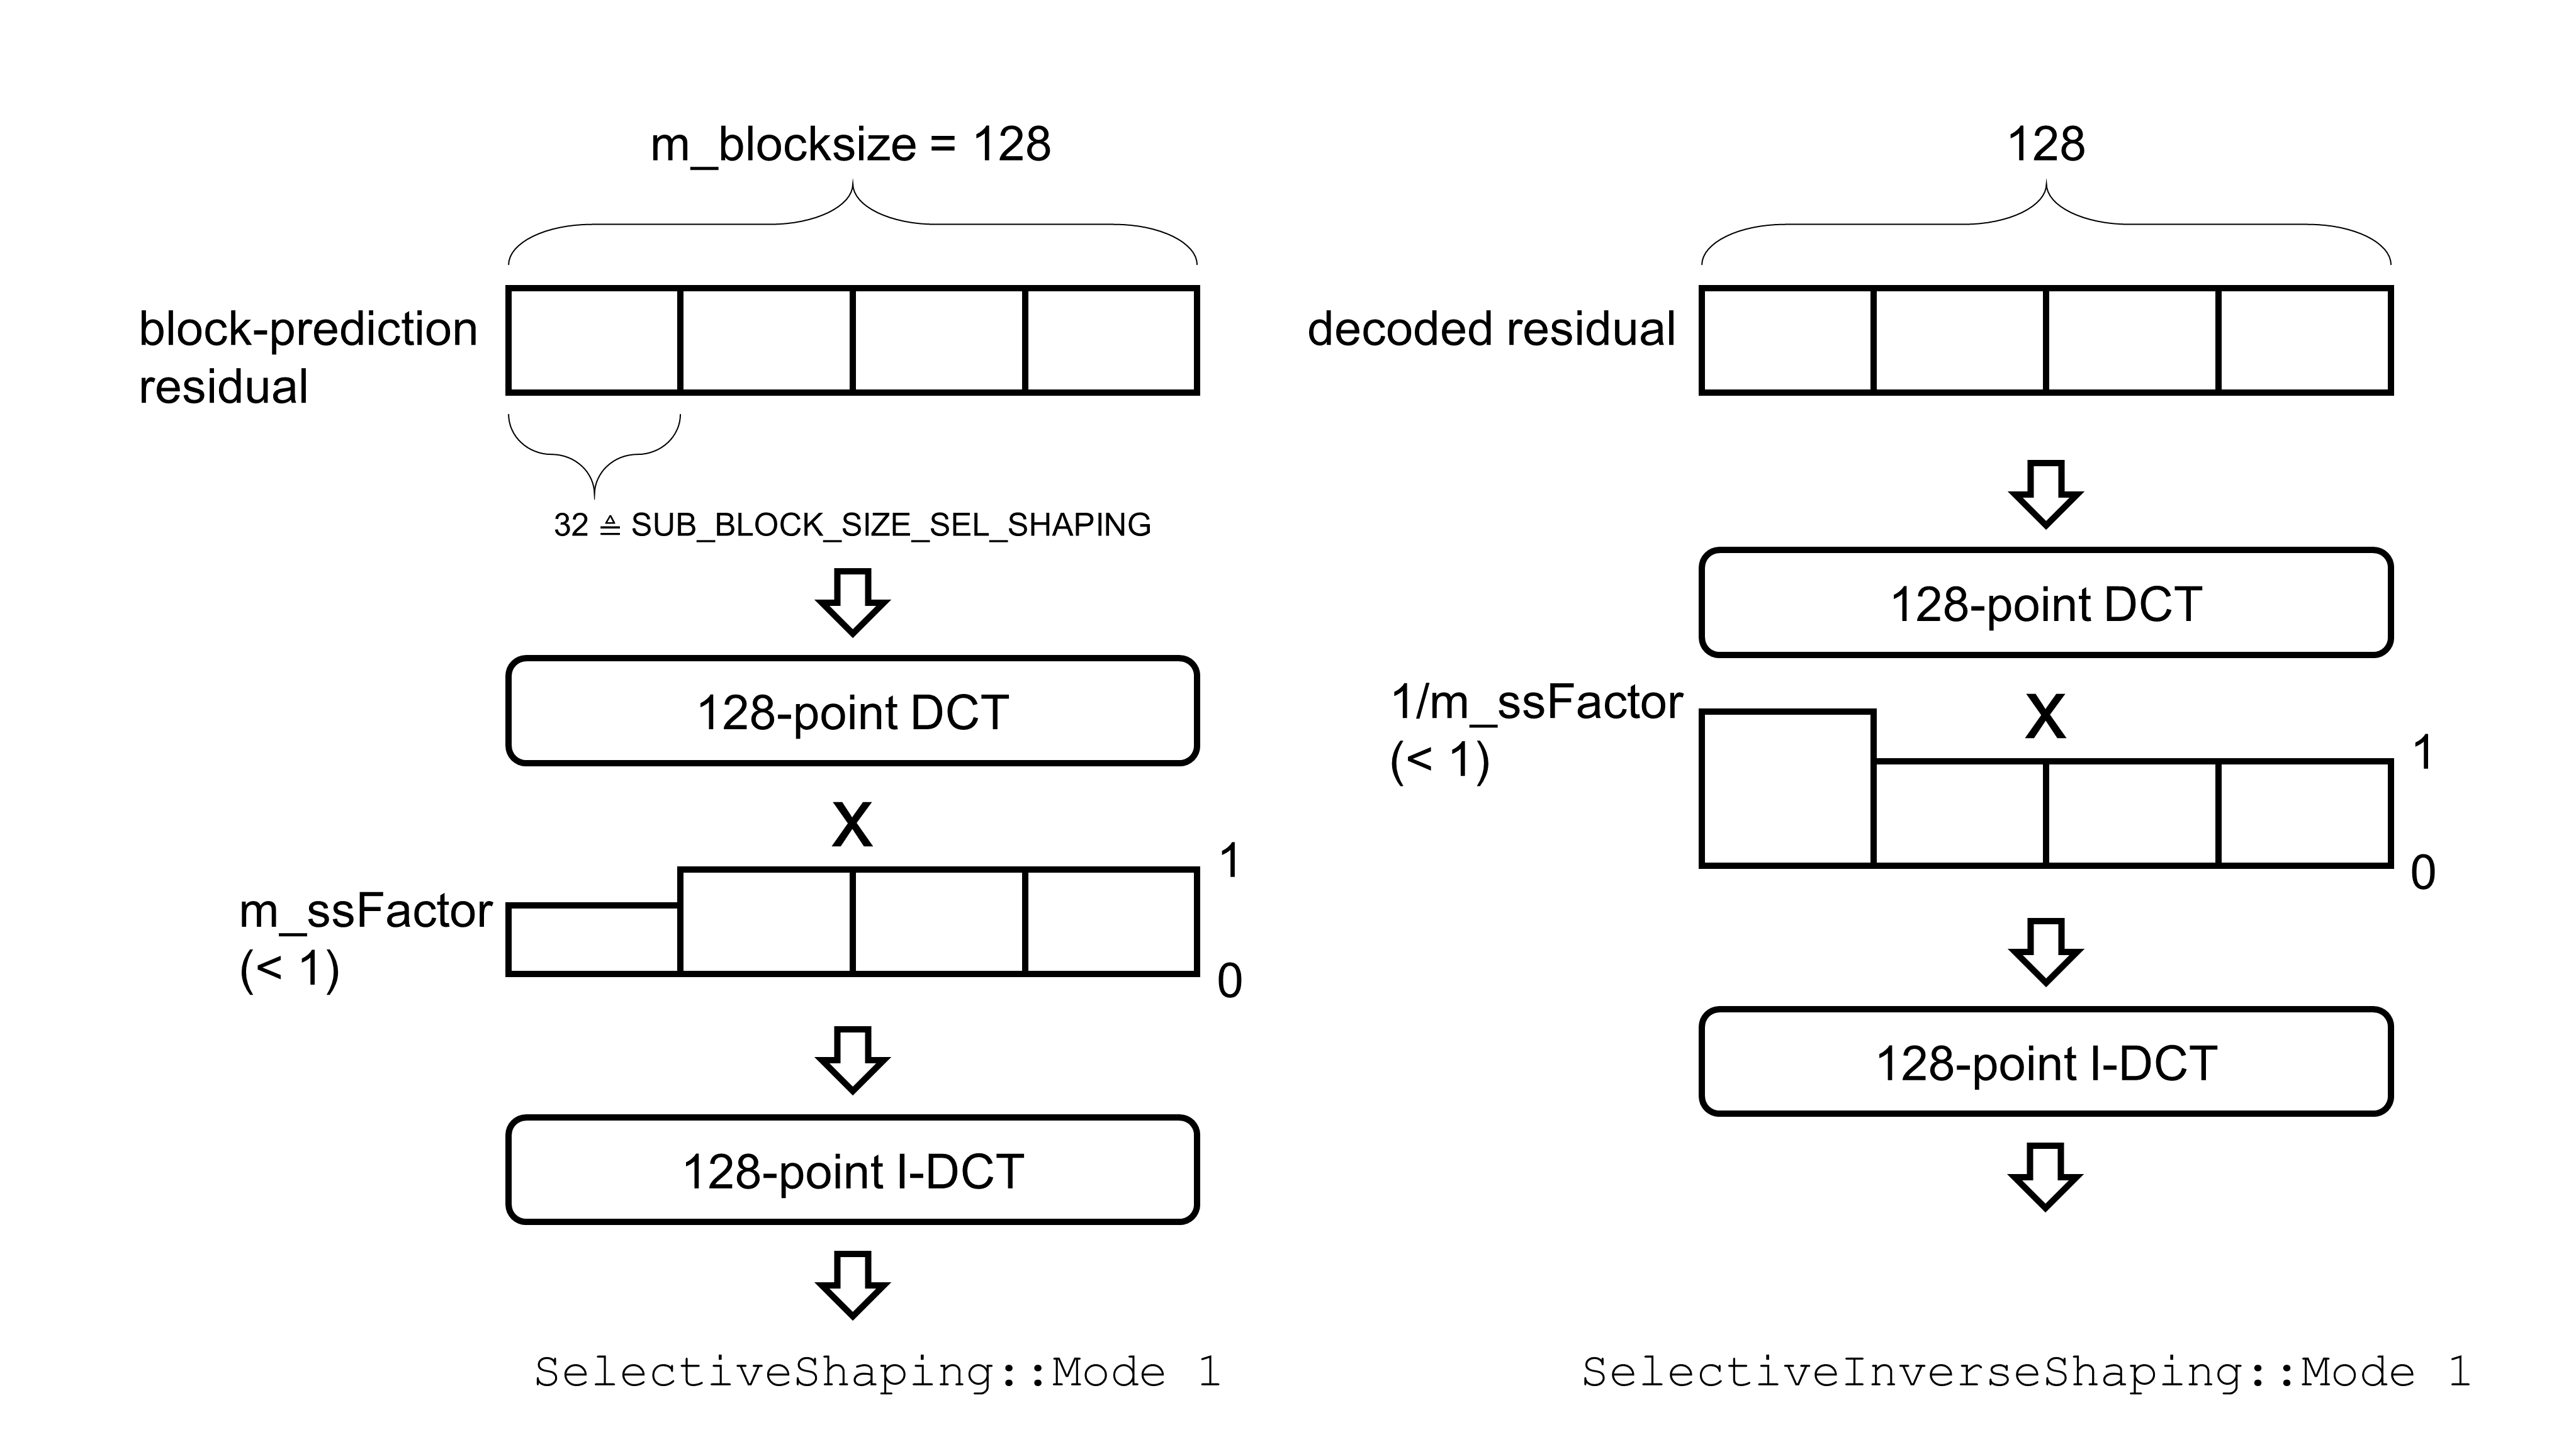 m_blocksize = 128
block-prediction
residual
32 ≙ SUB_BLOCK_SIZE_SEL_SHAPING
128-point DCT
X
m_ssFactor
(< 1)
1
0
128-point I-DCT
SelectiveShaping::Mode 1
128
decoded residual
128-point DCT
X
1/m_ssFactor
(< 1)
1
0
128-point I-DCT
SelectiveInverseShaping::Mode 1